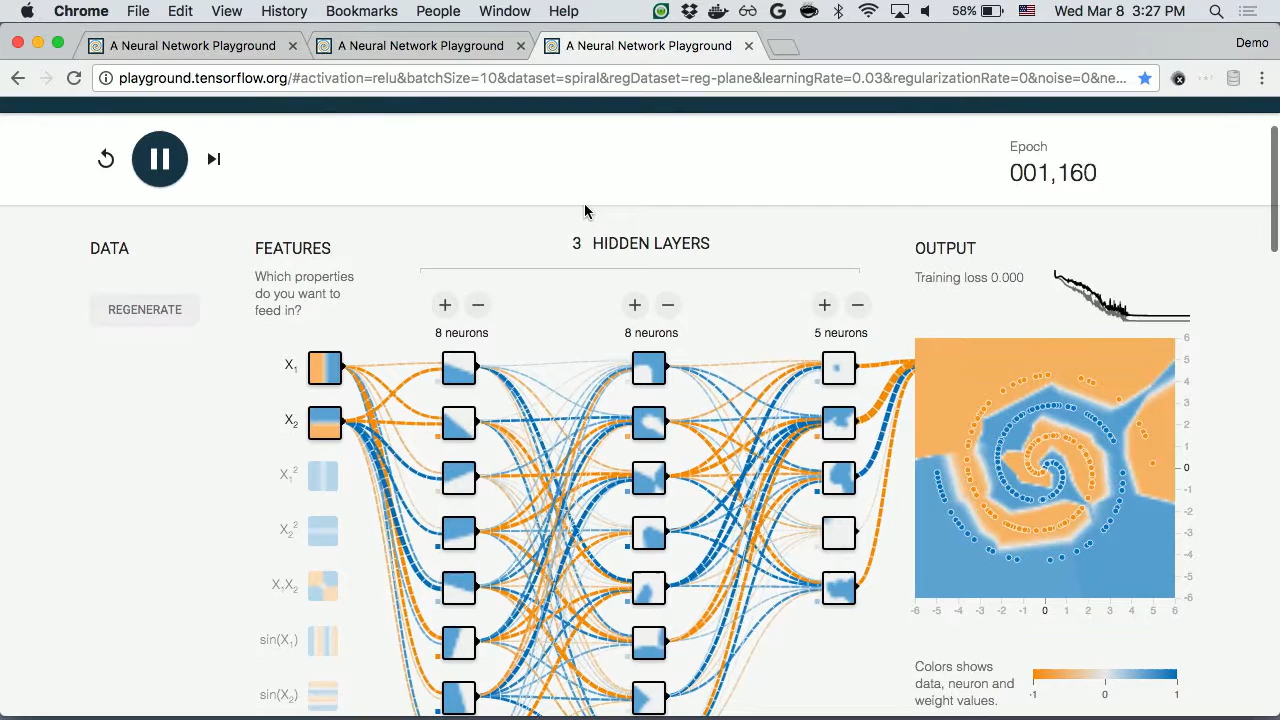 Chrome File Edit View History Bookmarks People Window Help 58% Wed Mar 8 3:27 PM
A Neural Network Playground A Neural Network Playground A Neural Network Playground Demo
playground.tensorflow.org/#activation=relu&batchSize=10&dataset=spiral&regDataset=reg-plane&learningRate=0.03&regularizationRate=0&noise=0&ne...
Epoch
001,160
DATA
REGENERATE
FEATURES
Which properties
do you want to
feed in?
X1
X2
X1²
X2²
X1X2
sin(X1)
sin(X2)
3 HIDDEN LAYERS
+ − + − + −
8 neurons 8 neurons 5 neurons
OUTPUT
Training loss 0.000
6
5
4
3
2
1
0
-1
-2
-3
-4
-5
-6
-6 -5 -4 -3 -2 -1 0 1 2 3 4 5 6
Colors shows
data, neuron and
weight values.
-1 0 1